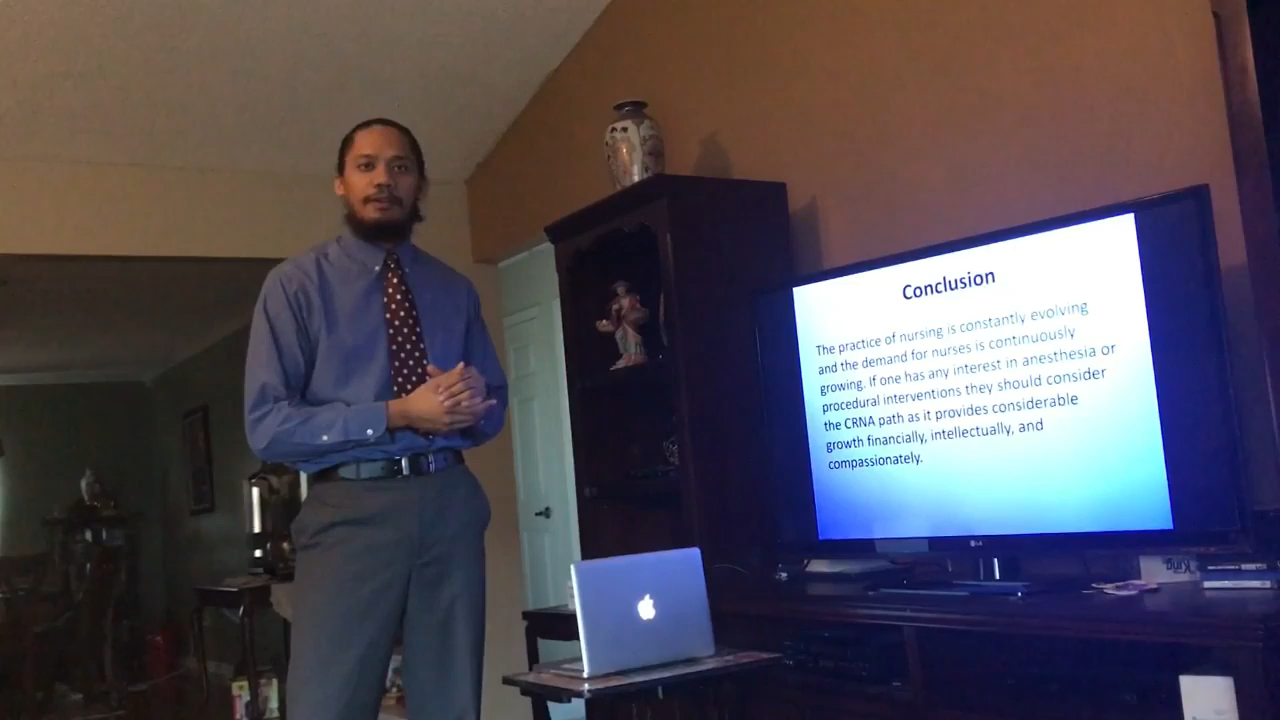 Conclusion
The practice of nursing is constantly evolving
and the demand for nurses is continuously
growing. If one has any interest in anesthesia or
procedural interventions they should consider
the CRNA path as it provides considerable
growth financially, intellectually, and
compassionately.
LG
King